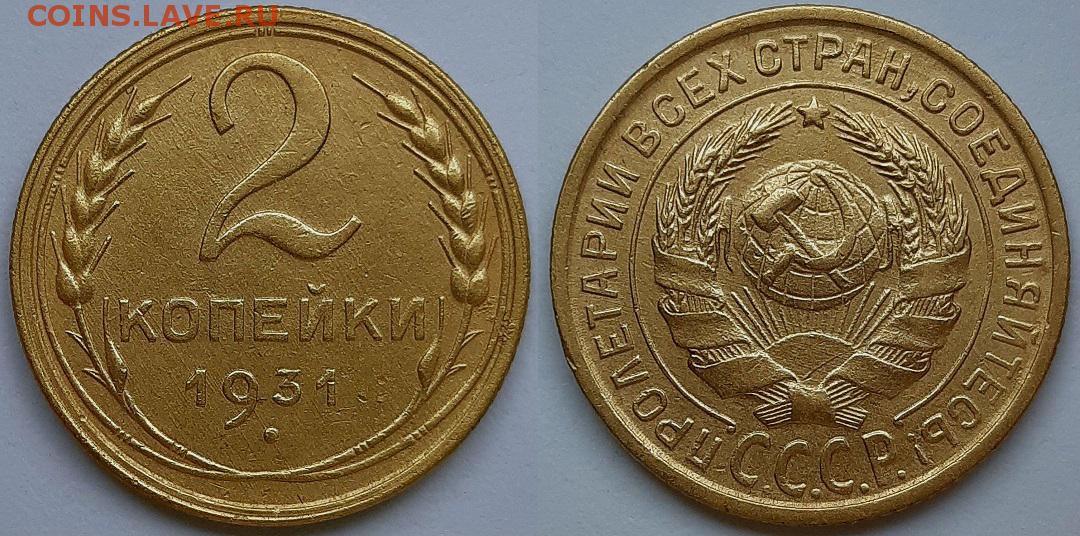 COINS.LAVE.RU
2
КОПЕЙКИ
1931
ПРОЛЕТАРИИ ВСЕХ СТРАН, СОЕДИНЯЙТЕСЬ!
С.С.С.Р.